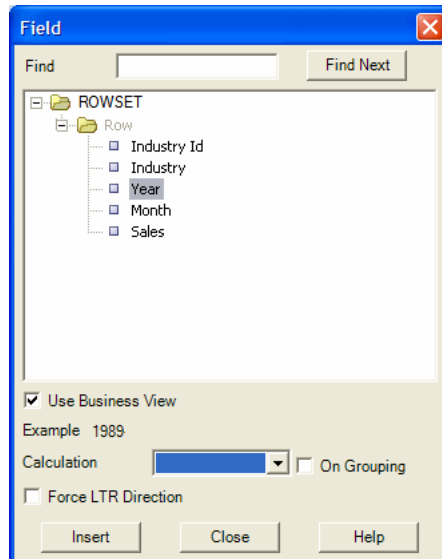 Field
Find Find Next
ROWSET
Row
Industry Id
Industry
Year
Month
Sales
Use Business View
Example 1989
Calculation On Grouping
Force LTR Direction
Insert Close Help